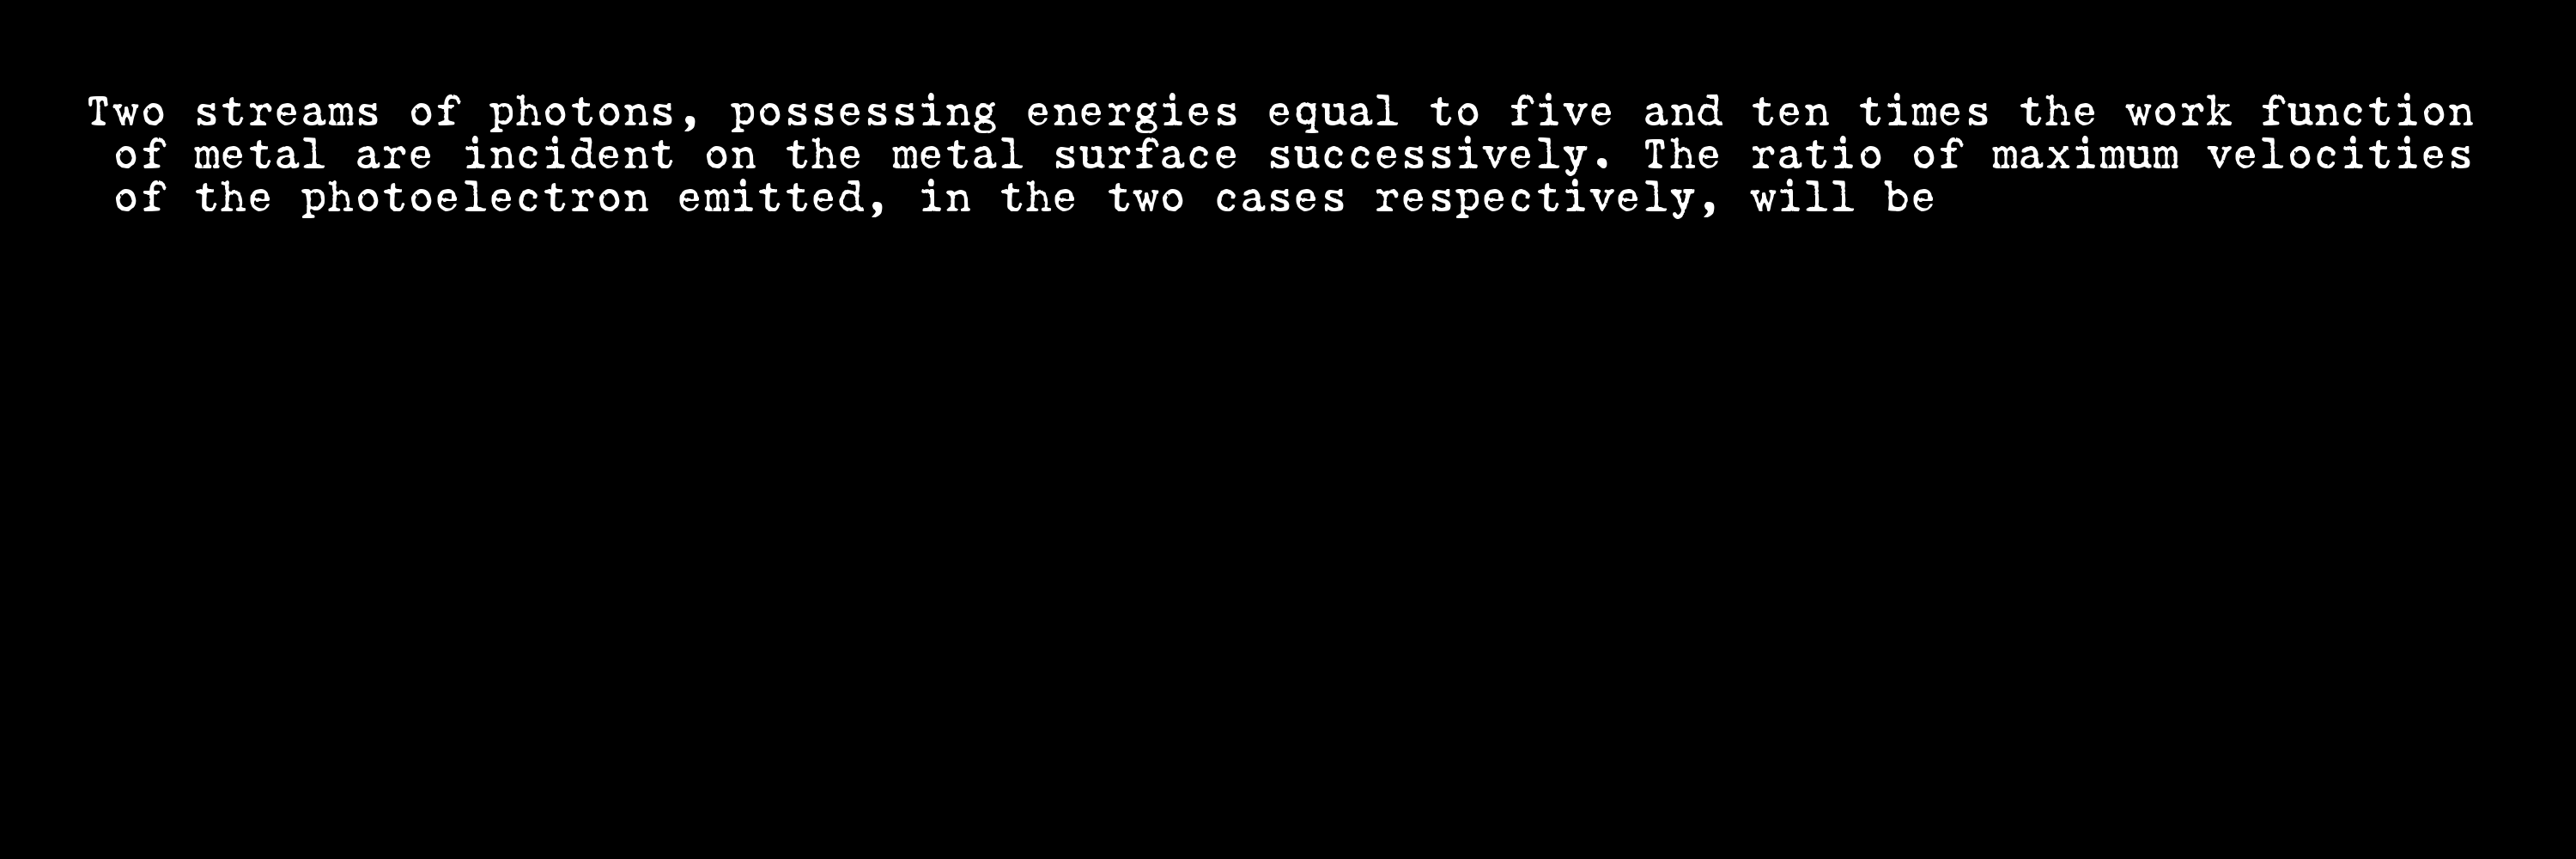 Two streams of photons, possessing energies equal to five and ten times the work function
of metal are incident on the metal surface successively. The ratio of maximum velocities
of the photoelectron emitted, in the two cases respectively, will be